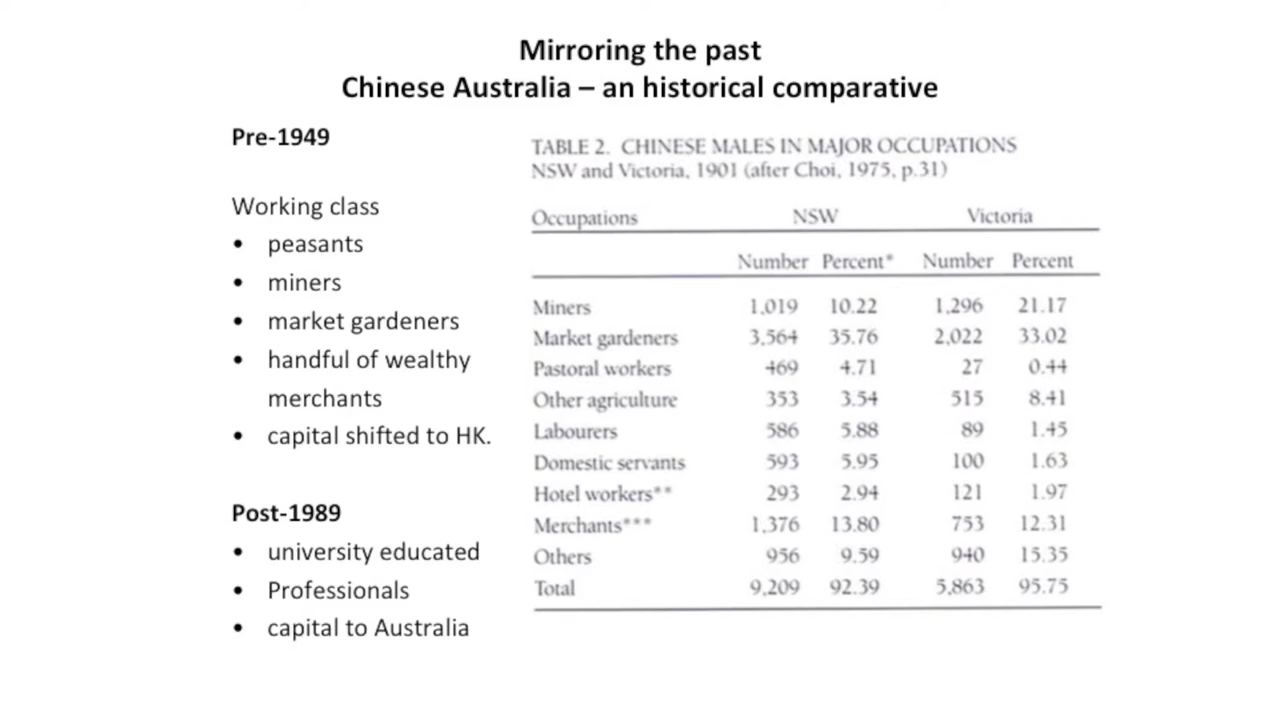 Mirroring the past
Chinese Australia – an historical comparative
Pre-1949
Working class
• peasants
• miners
• market gardeners
• handful of wealthy
merchants
• capital shifted to HK.
Post-1989
• university educated
• Professionals
• capital to Australia
TABLE 2. CHINESE MALES IN MAJOR OCCUPATIONS
NSW and Victoria, 1901 (after Choi, 1975, p.31)
Occupations NSW Victoria
Number Percent* Number Percent
Miners 1,019 10.22 1,296 21.17
Market gardeners 3,564 35.76 2,022 33.02
Pastoral workers 469 4.71 27 0.44
Other agriculture 353 3.54 515 8.41
Labourers 586 5.88 89 1.45
Domestic servants 593 5.95 100 1.63
Hotel workers** 293 2.94 121 1.97
Merchants*** 1,376 13.80 753 12.31
Others 956 9.59 940 15.35
Total 9,209 92.39 5,863 95.75